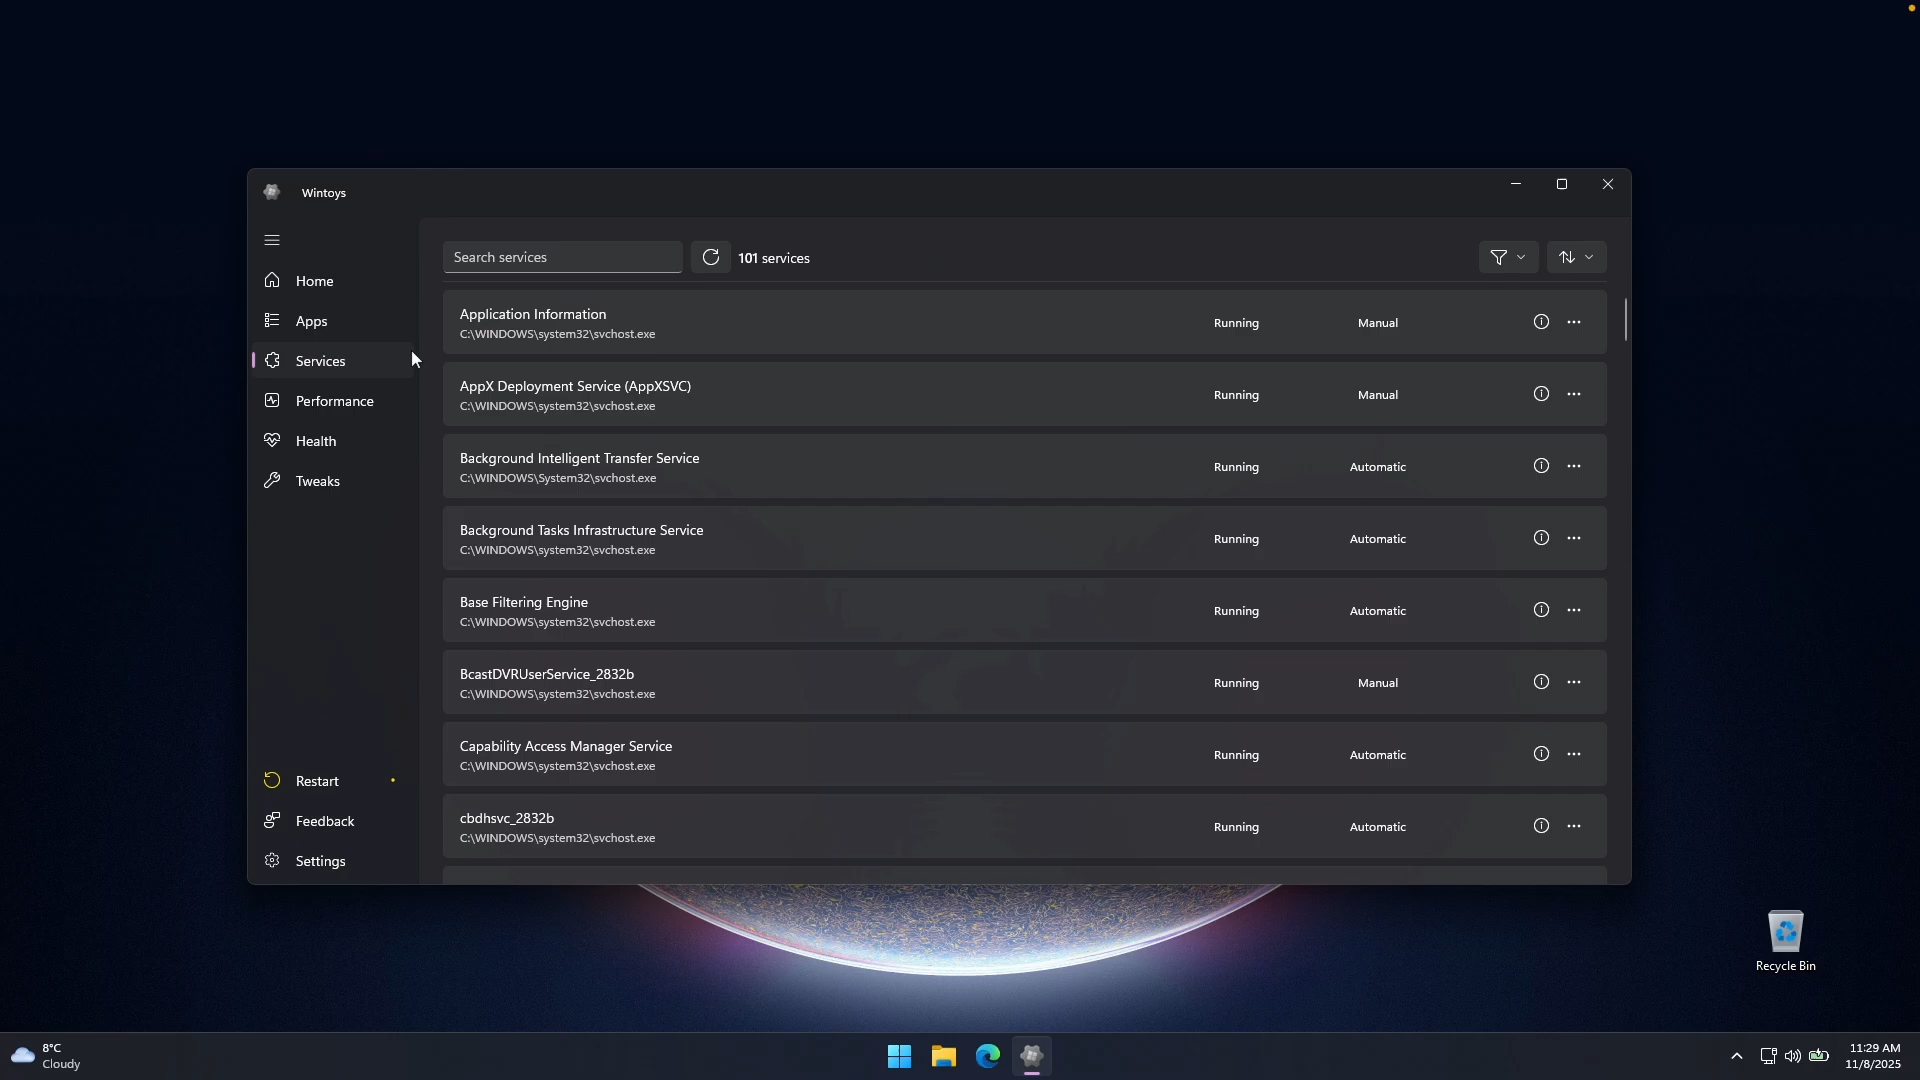 Wintoys
Search services
101 services
Home
Apps
Services
Performance
Health
Tweaks
Restart
Feedback
Settings
Application Information
C:\WINDOWS\system32\svchost.exe
Running
Manual
AppX Deployment Service (AppXSVC)
C:\WINDOWS\system32\svchost.exe
Running
Manual
Background Intelligent Transfer Service
C:\WINDOWS\System32\svchost.exe
Running
Automatic
Background Tasks Infrastructure Service
C:\WINDOWS\system32\svchost.exe
Running
Automatic
Base Filtering Engine
C:\WINDOWS\system32\svchost.exe
Running
Automatic
BcastDVRUserService_2832b
C:\WINDOWS\system32\svchost.exe
Running
Manual
Capability Access Manager Service
C:\WINDOWS\system32\svchost.exe
Running
Automatic
cbdhsvc_2832b
C:\WINDOWS\system32\svchost.exe
Running
Automatic
Recycle Bin
8°C
Cloudy
11:29 AM
11/8/2025